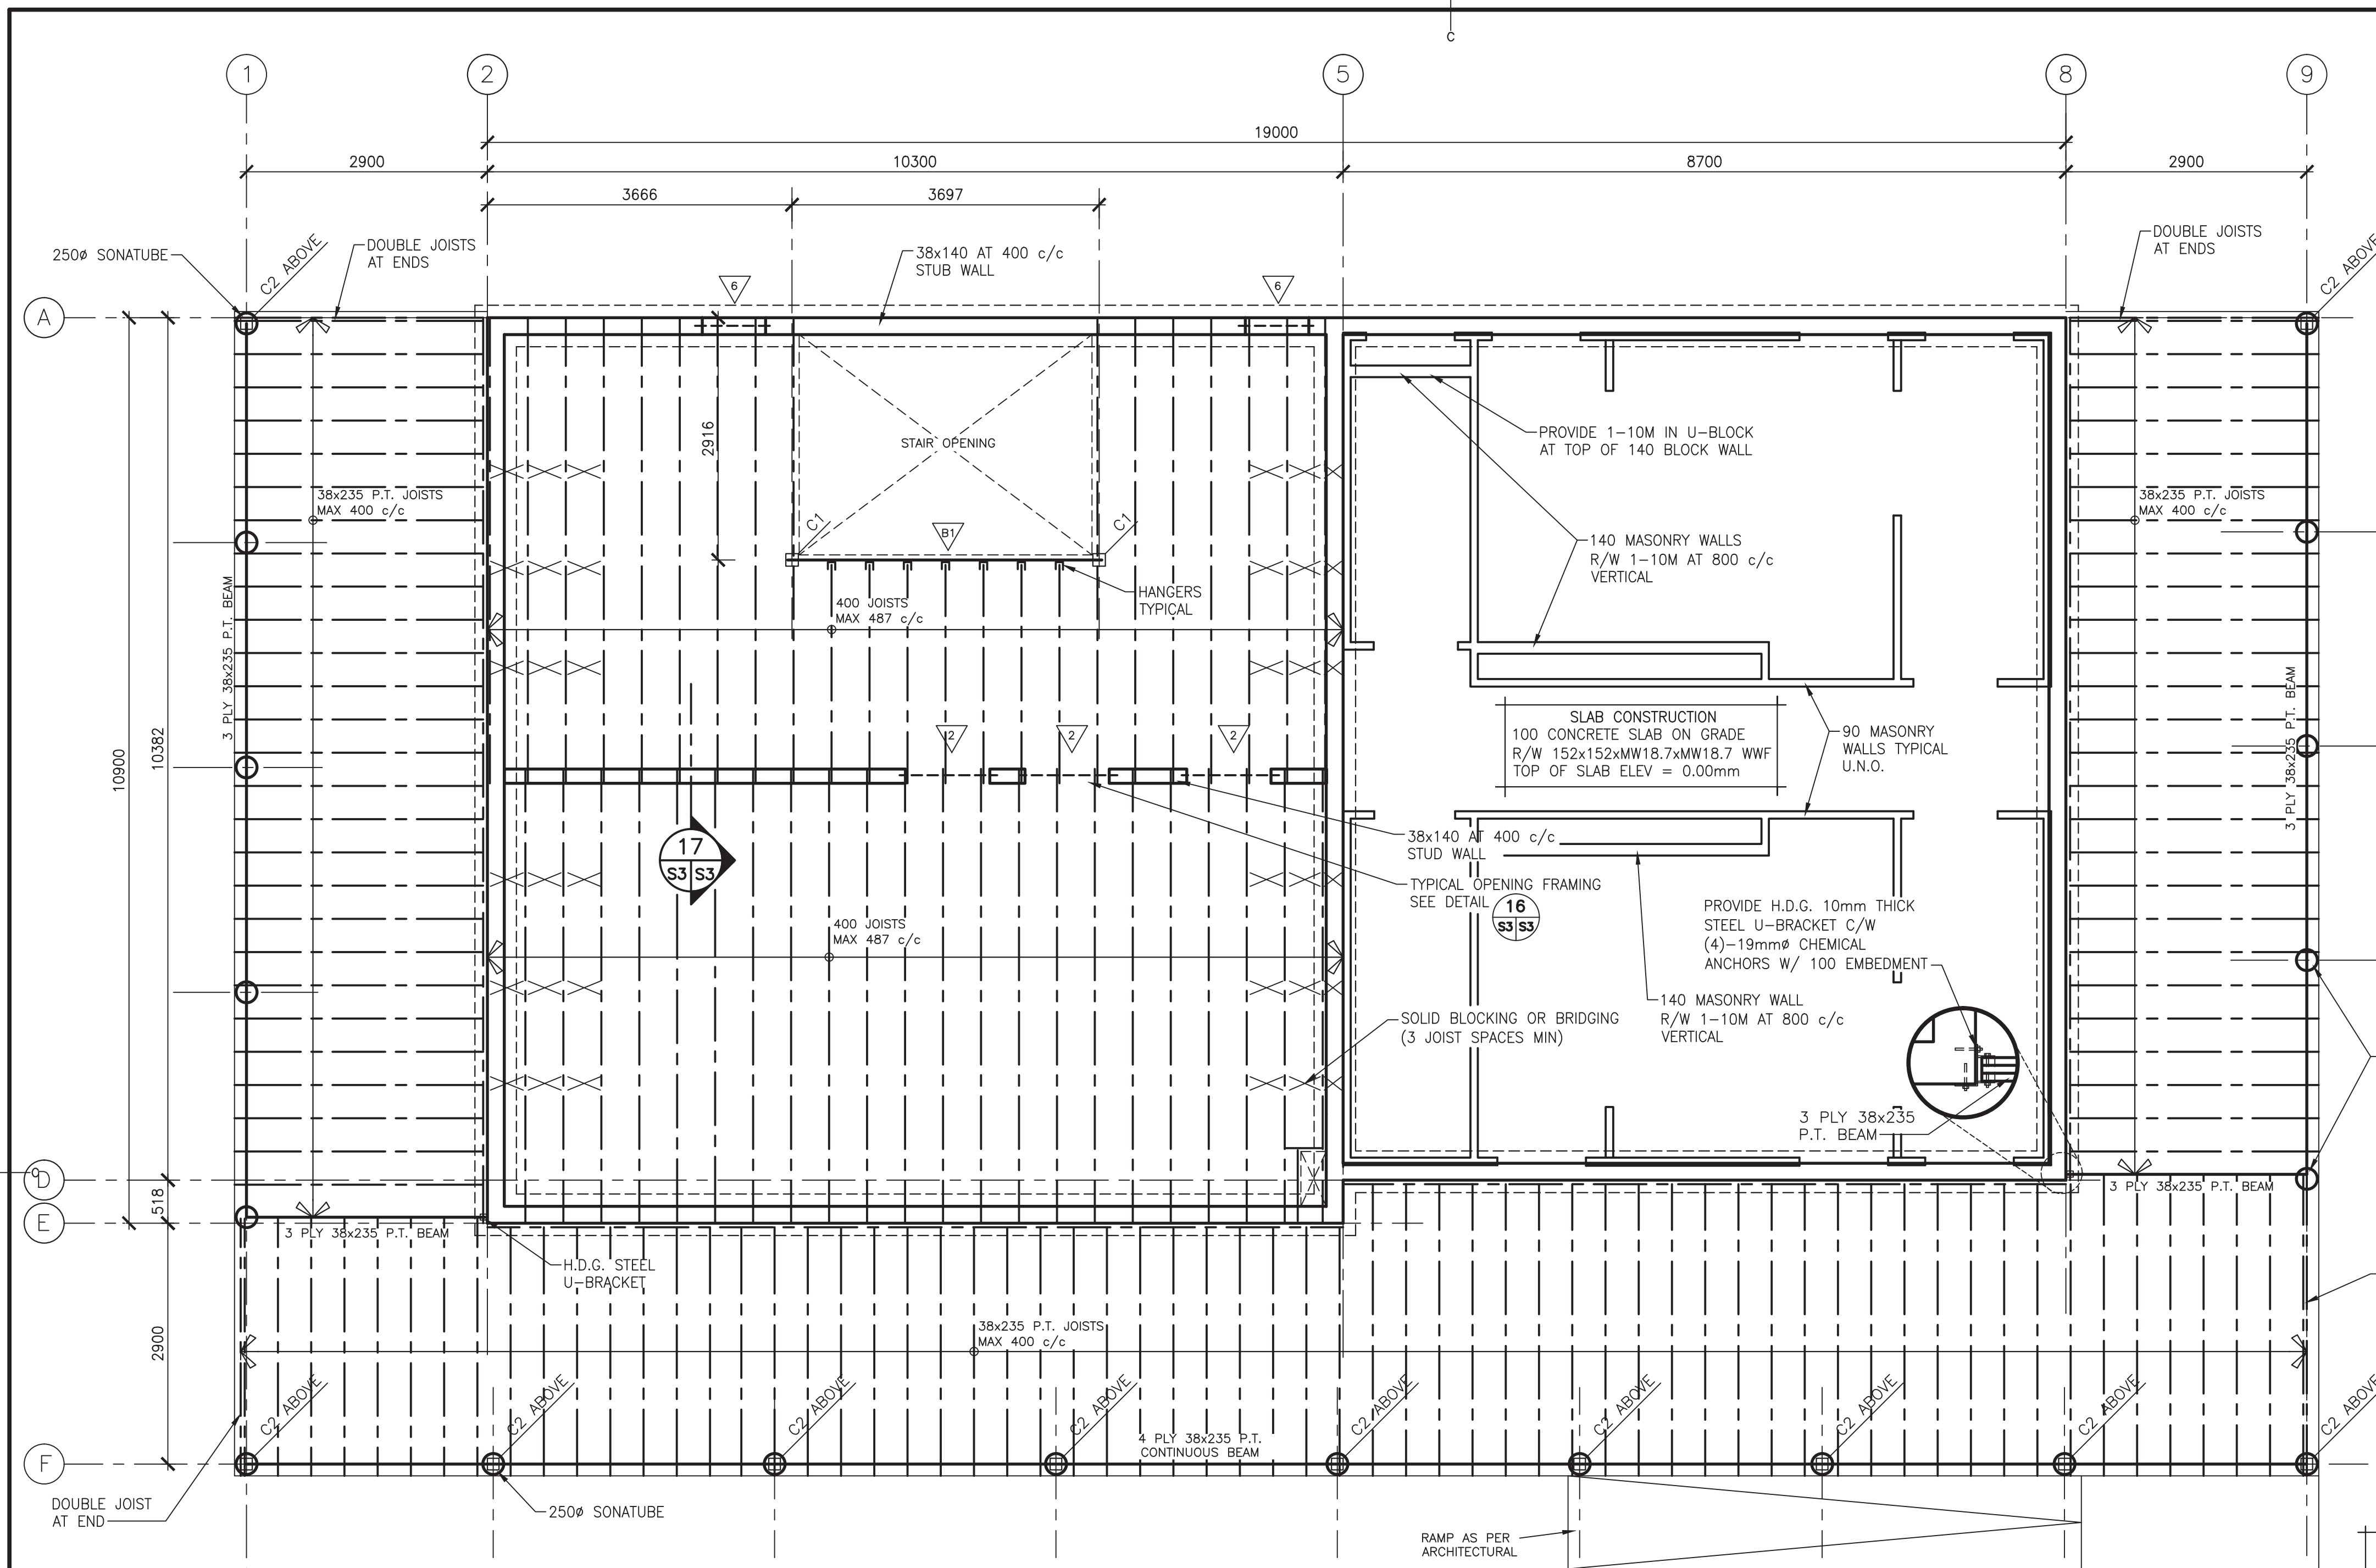 C
1
2
5
8
9
19000
2900
10300
8700
2900
3666
3697
250ø SONATUBE
C2 ABOVE
DOUBLE JOISTS
AT ENDS
38x140 AT 400 c/c
STUB WALL
DOUBLE JOISTS
AT ENDS
C2 ABOVE
6
6
A
2916
STAIR OPENING
PROVIDE 1-10M IN U-BLOCK
AT TOP OF 140 BLOCK WALL
38x235 P.T. JOISTS
MAX 400 c/c
38x235 P.T. JOISTS
MAX 400 c/c
C1
B1
C1
140 MASONRY WALLS
R/W 1-10M AT 800 c/c
VERTICAL
HANGERS
TYPICAL
400 JOISTS
MAX 487 c/c
3 PLY 38x235 P.T. BEAM
3 PLY 38x235 P.T. BEAM
10900
10382
2
2
2
SLAB CONSTRUCTION
100 CONCRETE SLAB ON GRADE
R/W 152x152xMW18.7xMW18.7 WWF
TOP OF SLAB ELEV = 0.00mm
90 MASONRY
WALLS TYPICAL
U.N.O.
17
S3 S3
38x140 AT 400 c/c
STUD WALL
TYPICAL OPENING FRAMING
SEE DETAIL
16
S3 S3
400 JOISTS
MAX 487 c/c
PROVIDE H.D.G. 10mm THICK
STEEL U-BRACKET C/W
(4)-19mmø CHEMICAL
ANCHORS W/ 100 EMBEDMENT
140 MASONRY WALL
R/W 1-10M AT 800 c/c
VERTICAL
SOLID BLOCKING OR BRIDGING
(3 JOIST SPACES MIN)
3 PLY 38x235
P.T. BEAM
D
518
E
3 PLY 38x235 P.T. BEAM
3 PLY 38x235 P.T. BEAM
H.D.G. STEEL
U-BRACKET
2900
38x235 P.T. JOISTS
MAX 400 c/c
C2 ABOVE
C2 ABOVE
C2 ABOVE
C2 ABOVE
C2 ABOVE
C2 ABOVE
C2 ABOVE
C2 ABOVE
C2 ABOVE
4 PLY 38x235 P.T.
CONTINUOUS BEAM
F
DOUBLE JOIST
AT END
250ø SONATUBE
RAMP AS PER
ARCHITECTURAL